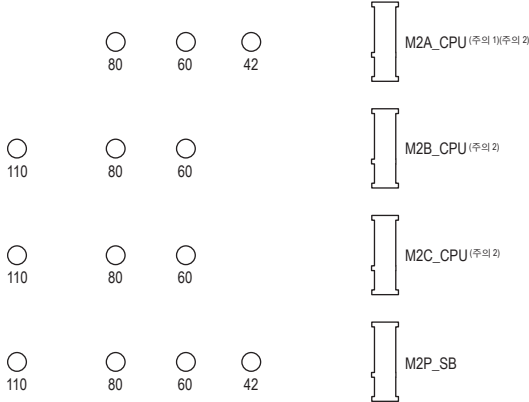 M2A_CPU (주의 1)(주의 2)
80 60 42
M2B_CPU (주의 2)
110 80 60
M2C_CPU (주의 2)
110 80 60
M2P_SB
110 80 60 42